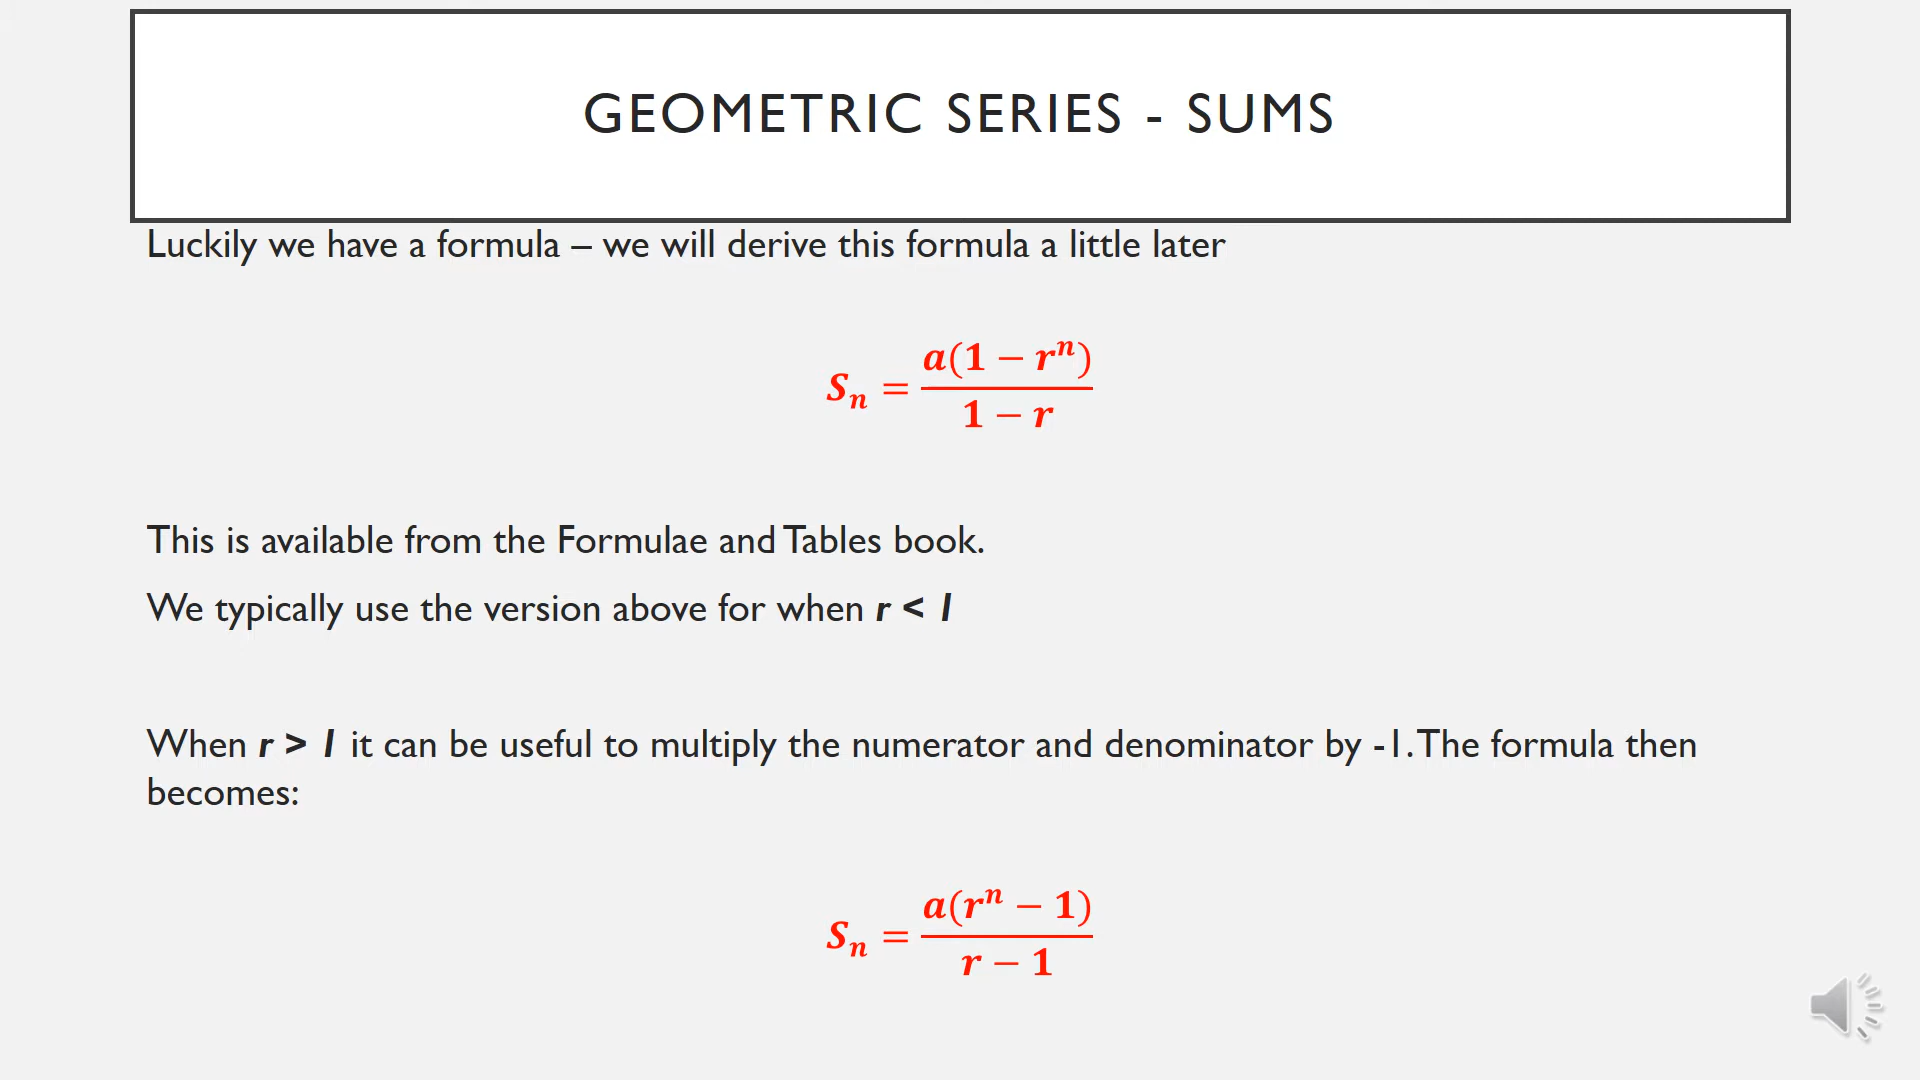 GEOMETRIC SERIES - SUMS
Luckily we have a formula – we will derive this formula a little later
Sₙ = a(1 − rⁿ) / 1 − r
This is available from the Formulae and Tables book.
We typically use the version above for when r < 1
When r > 1 it can be useful to multiply the numerator and denominator by -1. The formula then
becomes:
Sₙ = a(rⁿ − 1) / r − 1